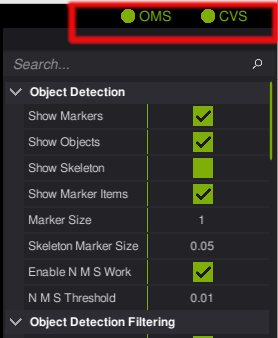 OMS CVS
Search...
Object Detection
Show Markers
Show Objects
Show Skeleton
Show Marker Items
Marker Size 1
Skeleton Marker Size 0.05
Enable N M S Work
N M S Threshold 0.01
Object Detection Filtering